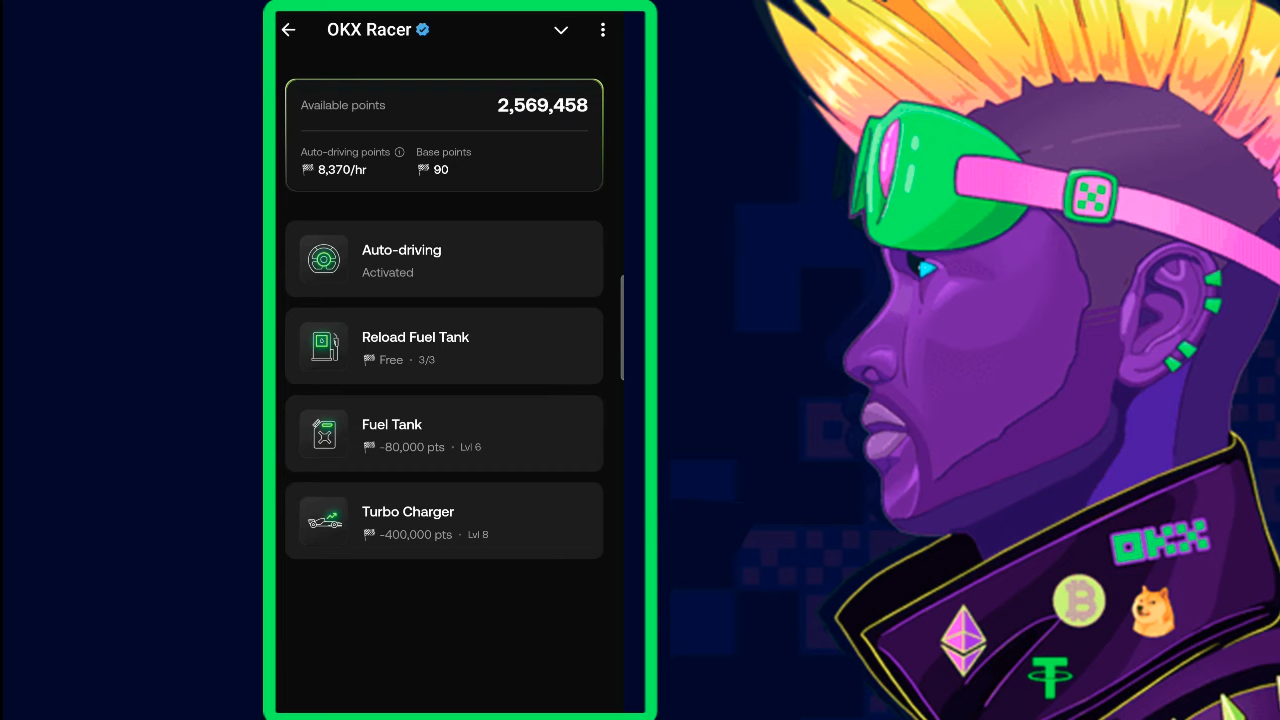 OKX Racer
Available points 2,569,458
Auto-driving points Base points
8,370/hr 90
Auto-driving
Activated
Reload Fuel Tank
Free · 3/3
Fuel Tank
-80,000 pts · Lvl 6
Turbo Charger
-400,000 pts · Lvl 8
OKX